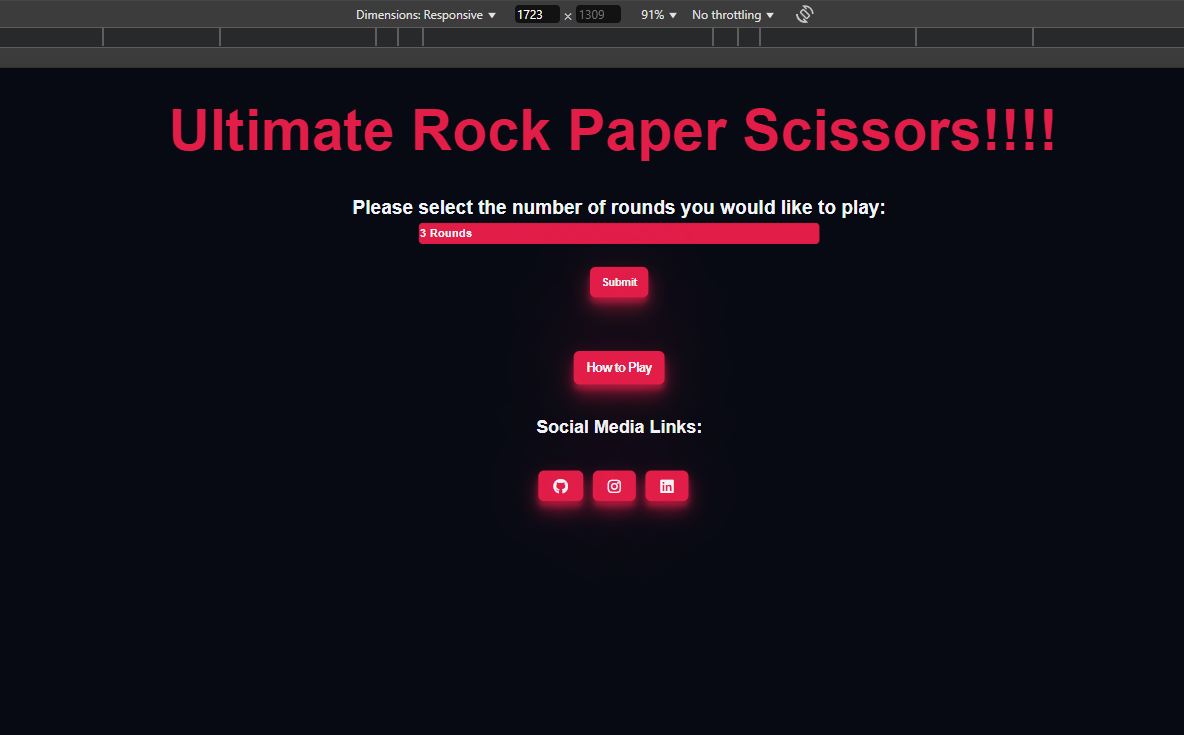 Dimensions: Responsive 1723 × 1309 91% No throttling
Ultimate Rock Paper Scissors!!!!
Please select the number of rounds you would like to play:
3 Rounds
Submit
How to Play
Social Media Links: